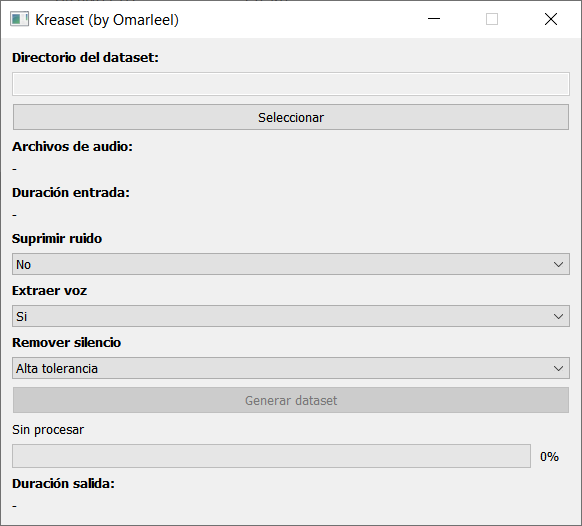 Kreaset (by Omarleel)
Directorio del dataset:
Seleccionar
Archivos de audio:
-
Duración entrada:
-
Suprimir ruido
No
Extraer voz
Si
Remover silencio
Alta tolerancia
Generar dataset
Sin procesar
0%
Duración salida:
-